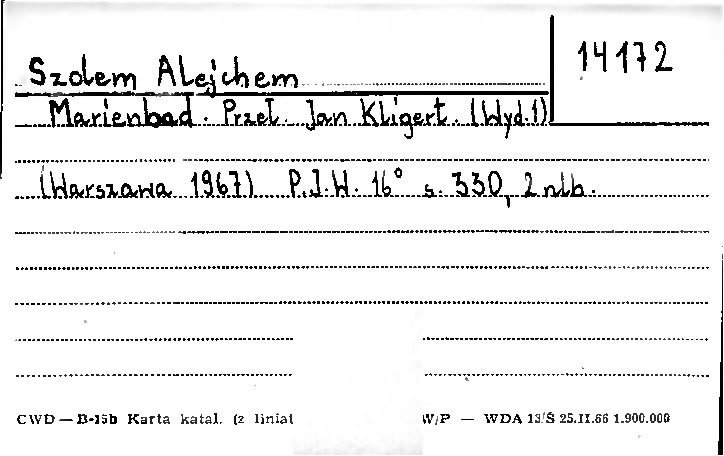 14172
Szolem Alejchem
Marienbad. Przeł. Jan Kligert. (Wyd.1)
(Warszawa 1967) P.I.W. 16° s. 330, 2 nlb.
CWD — B-15b Karta katal. (z liniat W/P — WDA 13/Ś 25.II.66 1.900.000